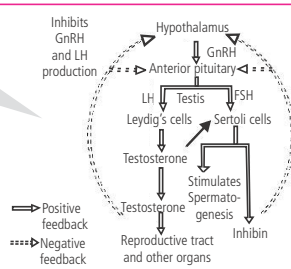 Inhibits
GnRH
and LH
production
Hypothalamus
GnRH
Anterior pituitary
LH
Testis
FSH
Leydig's cells
Sertoli cells
Testosterone
Stimulates
Spermato-
genesis
Testosterone
Inhibin
Reproductive tract
and other organs
Positive
feedback
Negative
feedback